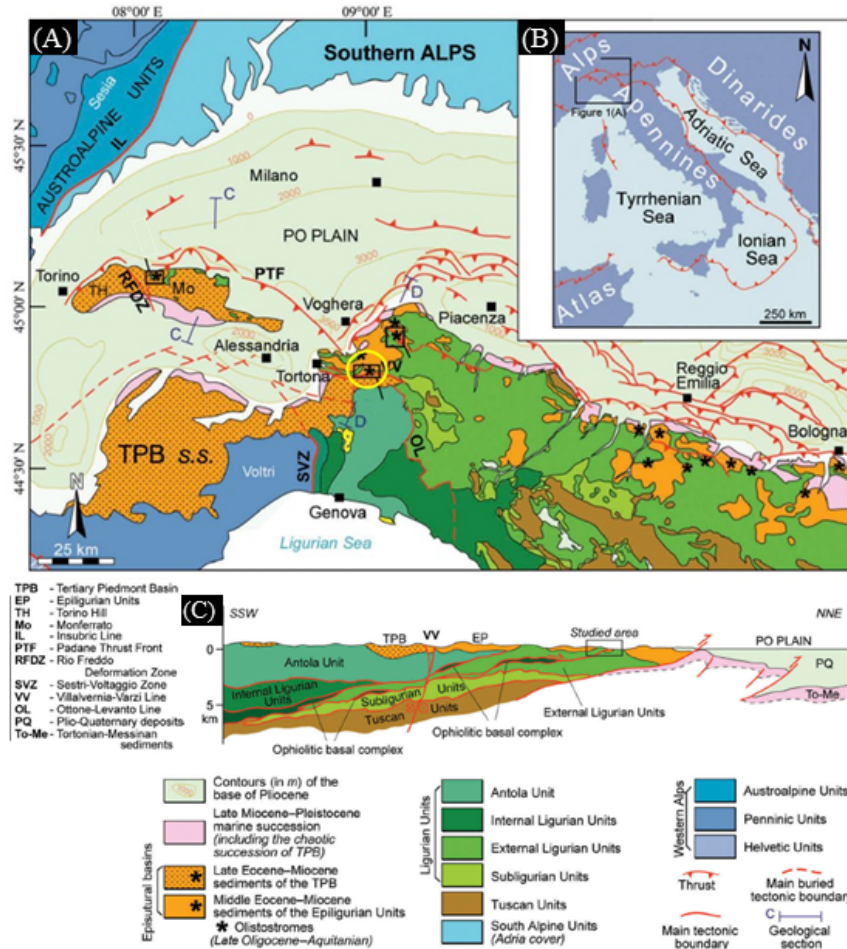 08°00' E
09°00' E
(A)
Southern ALPS
AUSTROALPINE UNITS
Sesia
IL
45°30' N
45°00' N
44°30' N
0
1000
2000
C
Milano
PO PLAIN
3000
Torino
TH
RFDZ
Mo
PTF
Voghera
D
Piacenza
1000
C
2000
Alessandria
Tortona
V
Reggio
Emilia
Bologna
TPB s.s.
D
OL
Voltri
SVZ
Genova
N
Ligurian Sea
25 km
(B)
N
Alps
Dinarides
Figure 1(A)
Apennines
Adriatic Sea
Tyrrhenian
Sea
Ionian
Sea
Atlas
250 km
TPB - Tertiary Piedmont Basin
EP - Epiligurian Units
TH - Torino Hill
Mo - Monferrato
IL - Insubric Line
PTF - Padane Thrust Front
RFDZ - Rio Freddo
Deformation Zone
SVZ - Sestri-Voltaggio Zone
VV - Villalvernia-Varzi Line
OL - Ottone-Levanto Line
PQ - Plio-Quaternary deposits
To-Me - Tortonian-Messinan
sediments
(C)
SSW
NNE
TPB
VV
EP
Studied area
PO PLAIN
0
5
km
Antola Unit
Internal Ligurian
Units
Subligurian Units
Tuscan Units
External Ligurian Units
Ophiolitic basal complex
Ophiolitic basal complex
PQ
To-Me
Contours (in m) of the
base of Pliocene
Late Miocene–Pleistocene
marine succession
(including the chaotic
succession of TPB)
Episutural basins
Late Eocene–Miocene
sediments of the TPB
Middle Eocene–Miocene
sediments of the Epiligurian Units
* Olistostromes
(Late Oligocene–Aquitanian)
Ligurian Units
Antola Unit
Internal Ligurian Units
External Ligurian Units
Subligurian Units
Tuscan Units
South Alpine Units
(Adria cover)
Western Alps
Austroalpine Units
Penninic Units
Helvetic Units
Thrust
Main buried
tectonic boundary
Main tectonic
boundary
C
Geological
section